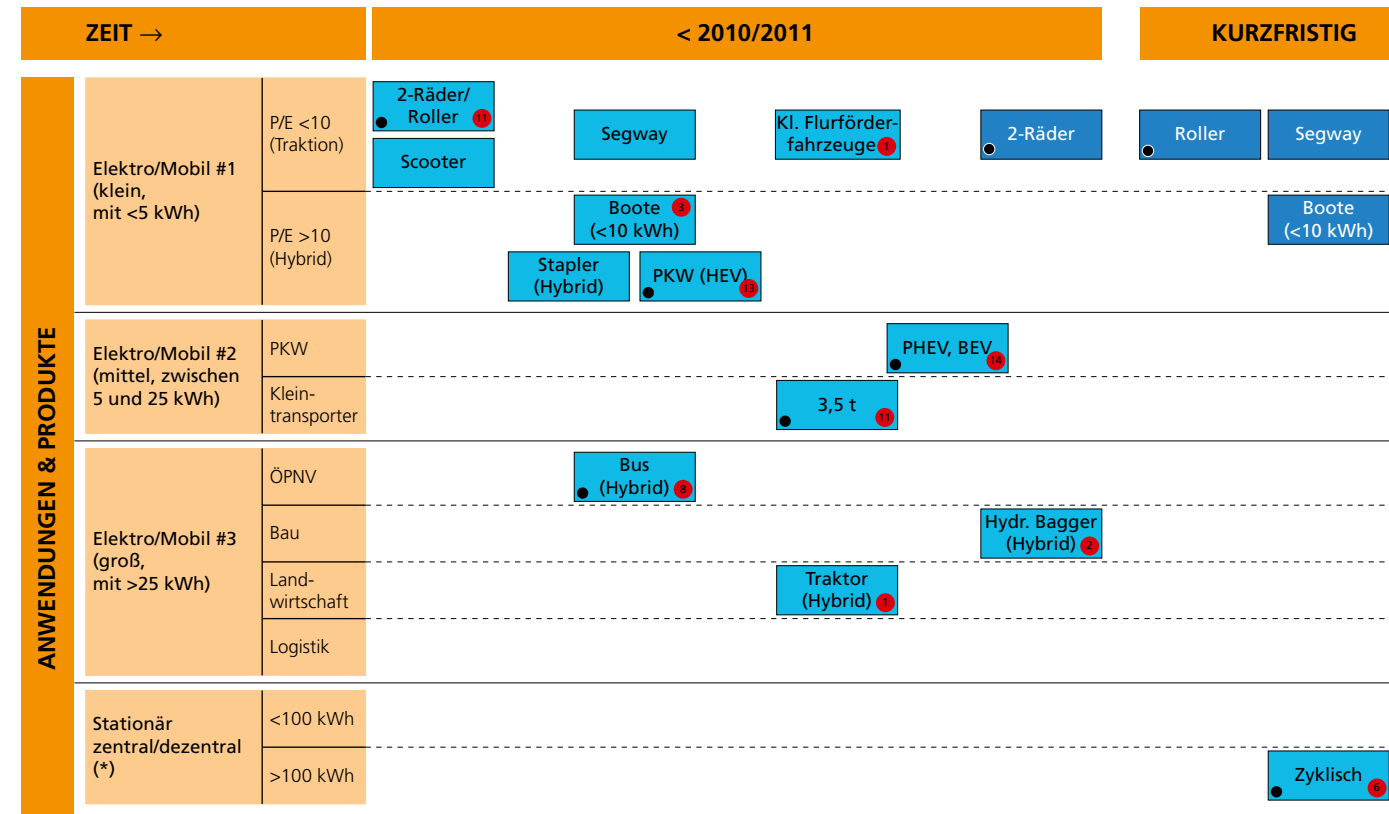 ZEIT →
< 2010/2011
KURZFRISTIG
ANWENDUNGEN & PRODUKTE
Elektro/Mobil #1
(klein,
mit <5 kWh)
P/E <10
(Traktion)
2-Räder/
Roller 11
Scooter
Segway
Kl. Flurförder-
fahrzeuge 1
2-Räder
Roller
Segway
P/E >10
(Hybrid)
Boote 3
(<10 kWh)
Stapler
(Hybrid)
PKW (HEV) 13
Boote
(<10 kWh)
Elektro/Mobil #2
(mittel, zwischen
5 und 25 kWh)
PKW
PHEV, BEV 14
Klein-
transporter
3,5 t 11
Elektro/Mobil #3
(groß,
mit >25 kWh)
ÖPNV
Bus
(Hybrid) 8
Bau
Hydr. Bagger
(Hybrid) 2
Land-
wirtschaft
Traktor
(Hybrid) 1
Logistik
Stationär
zentral/dezentral
(*)
<100 kWh
>100 kWh
Zyklisch 6